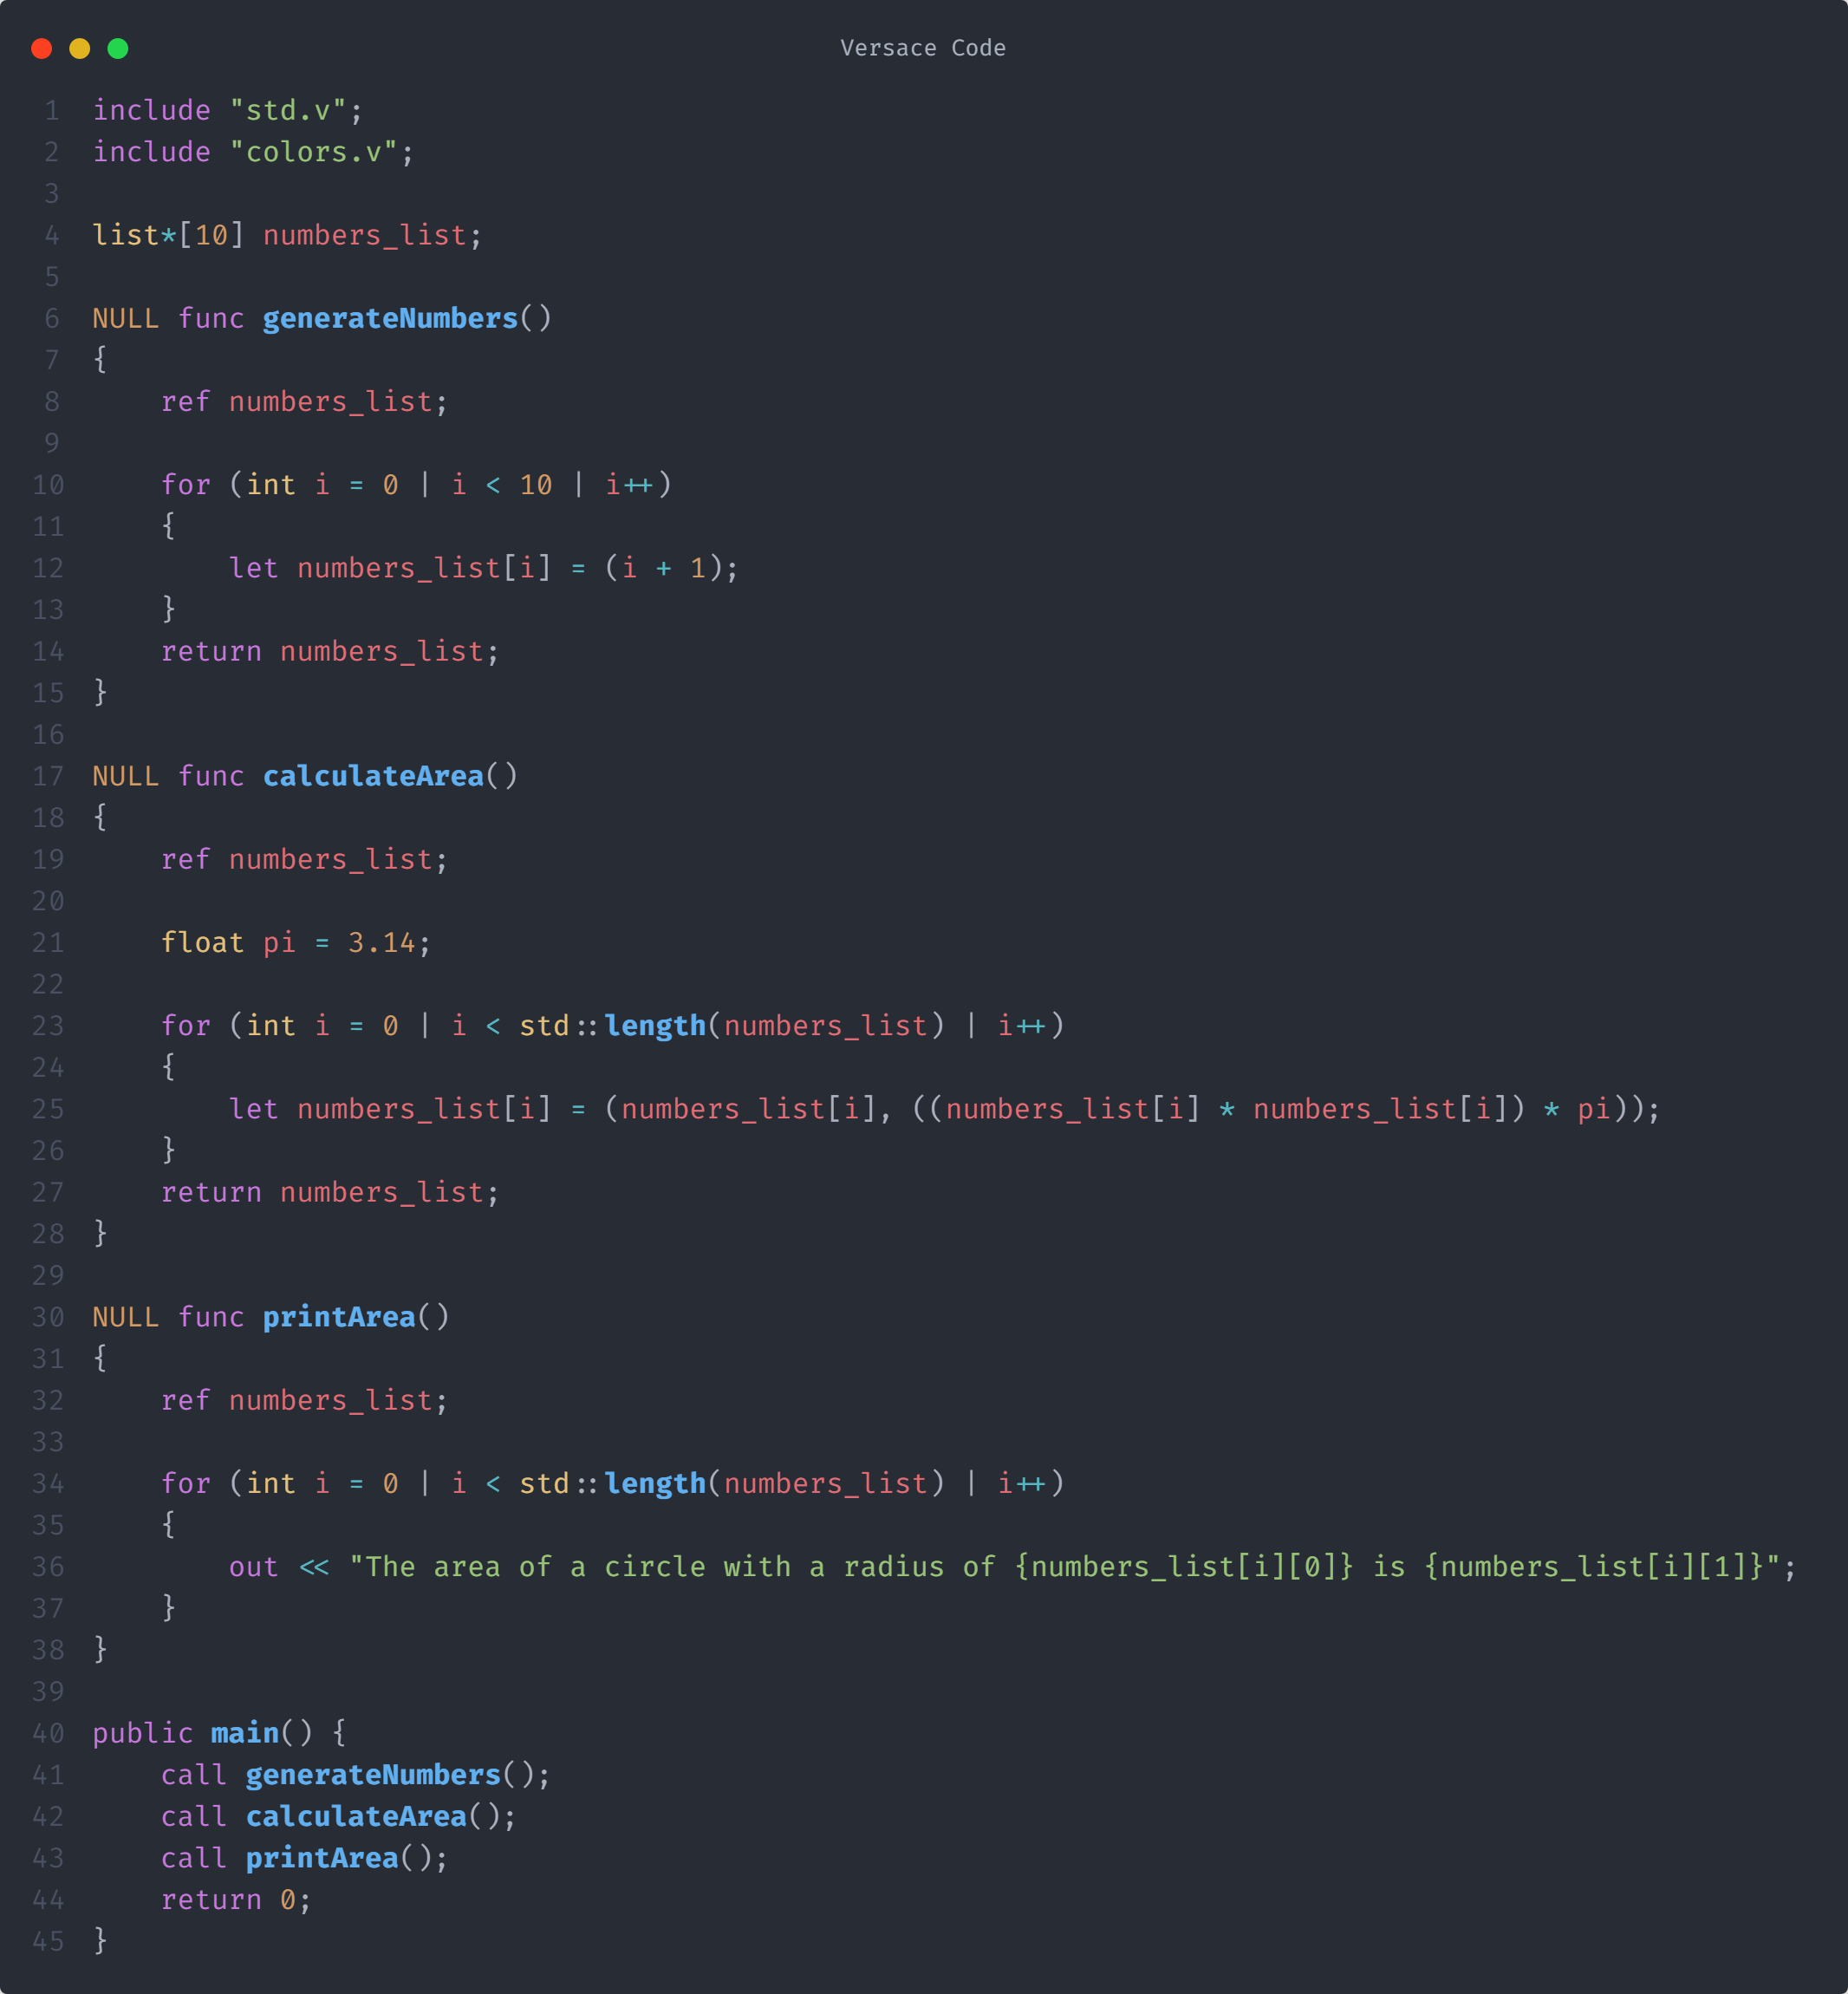 Versace Code
1 include "std.v";
2 include "colors.v";
3
4 list*[10] numbers_list;
5
6 NULL func generateNumbers()
7 {
8     ref numbers_list;
9
10     for (int i = 0 | i < 10 | i++)
11     {
12         let numbers_list[i] = (i + 1);
13     }
14     return numbers_list;
15 }
16
17 NULL func calculateArea()
18 {
19     ref numbers_list;
20
21     float pi = 3.14;
22
23     for (int i = 0 | i < std::length(numbers_list) | i++)
24     {
25         let numbers_list[i] = (numbers_list[i], ((numbers_list[i] * numbers_list[i]) * pi));
26     }
27     return numbers_list;
28 }
29
30 NULL func printArea()
31 {
32     ref numbers_list;
33
34     for (int i = 0 | i < std::length(numbers_list) | i++)
35     {
36         out << "The area of a circle with a radius of {numbers_list[i][0]} is {numbers_list[i][1]}";
37     }
38 }
39
40 public main() {
41     call generateNumbers();
42     call calculateArea();
43     call printArea();
44     return 0;
45 }